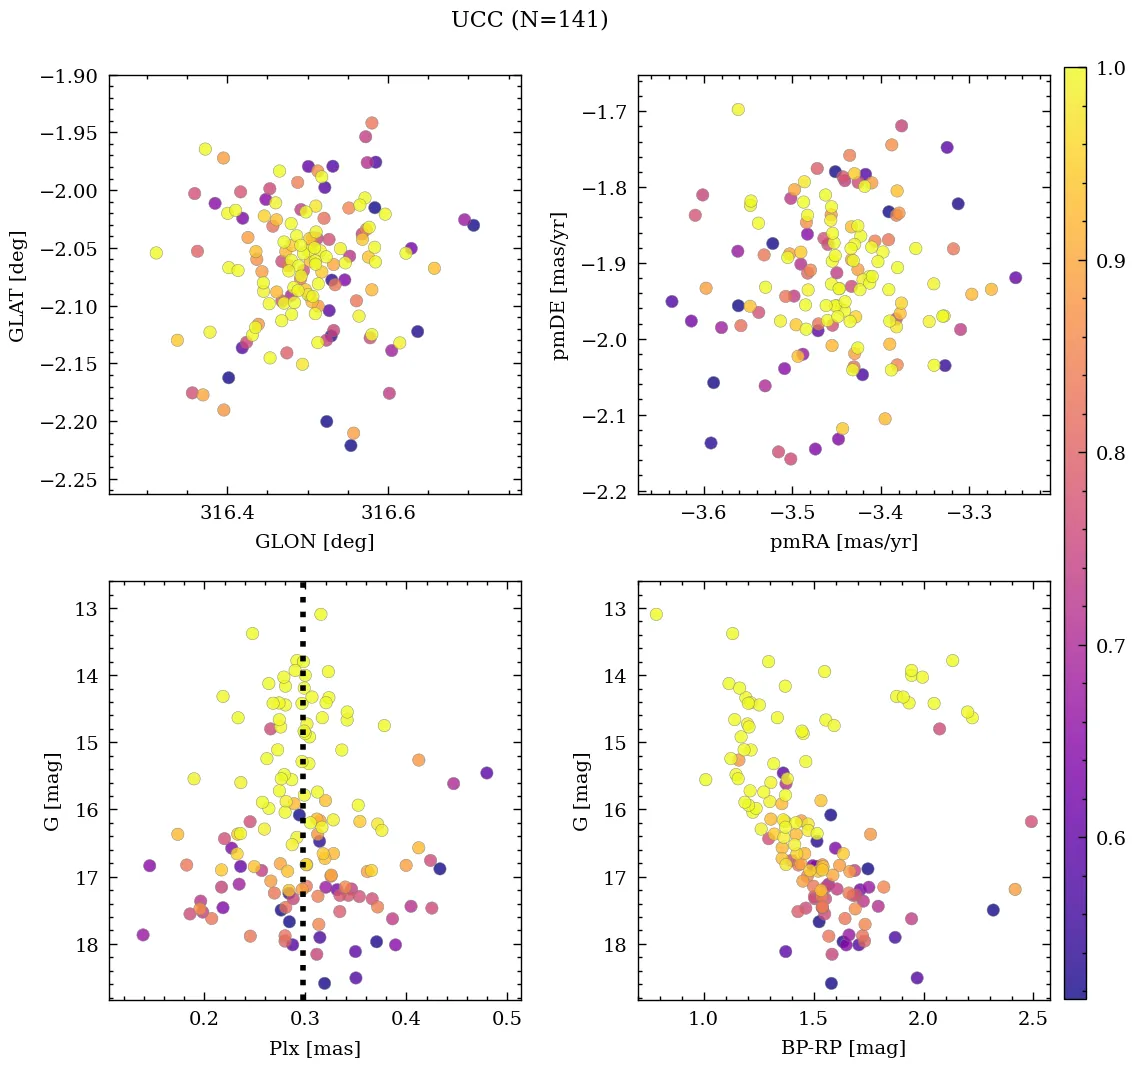 UCC (N=141)
−1.90
−1.95
−2.00
−2.05
−2.10
−2.15
−2.20
−2.25
GLAT [deg]
316.4 316.6
GLON [deg]
−1.7
−1.8
−1.9
−2.0
−2.1
−2.2
pmDE [mas/yr]
−3.6 −3.5 −3.4 −3.3
pmRA [mas/yr]
1.0
0.9
0.8
0.7
0.6
13
14
15
16
17
18
G [mag]
0.2 0.3 0.4 0.5
Plx [mas]
13
14
15
16
17
18
G [mag]
1.0 1.5 2.0 2.5
BP-RP [mag]